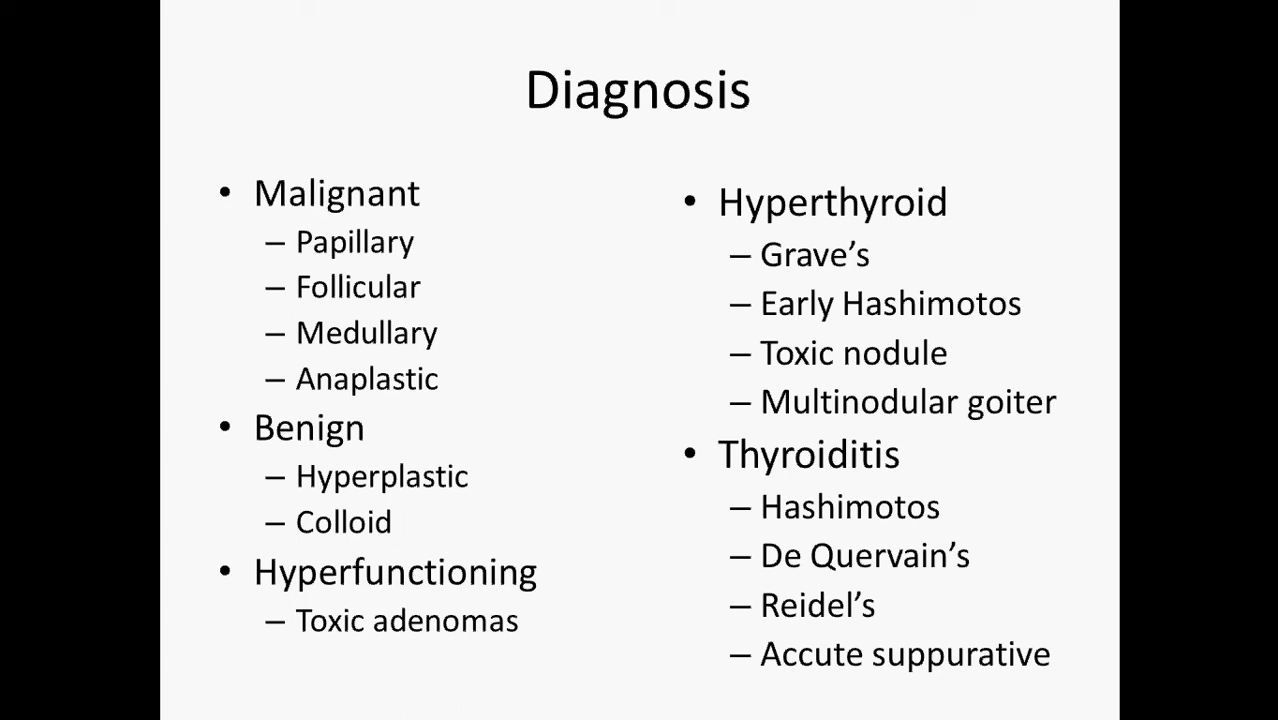 Diagnosis
• Malignant
– Papillary
– Follicular
– Medullary
– Anaplastic
• Benign
– Hyperplastic
– Colloid
• Hyperfunctioning
– Toxic adenomas
• Hyperthyroid
– Grave’s
– Early Hashimotos
– Toxic nodule
– Multinodular goiter
• Thyroiditis
– Hashimotos
– De Quervain’s
– Reidel’s
– Accute suppurative